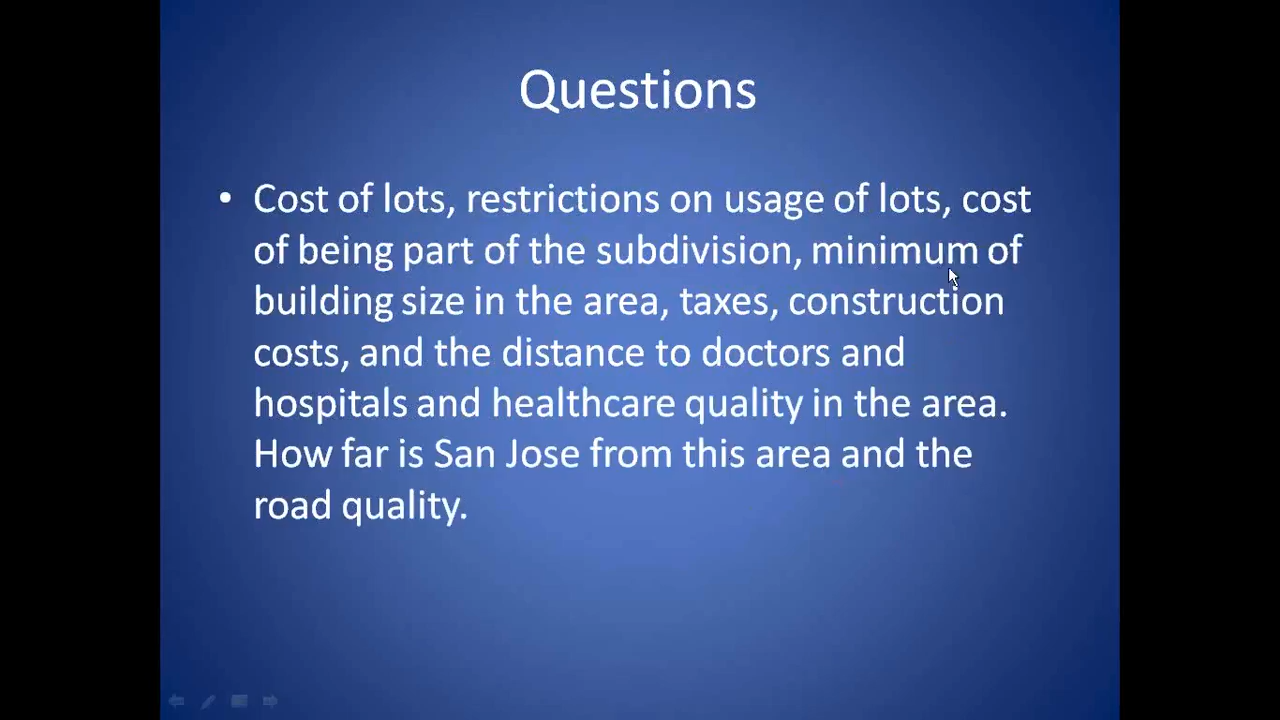 Questions
• Cost of lots, restrictions on usage of lots, cost
of being part of the subdivision, minimum of
building size in the area, taxes, construction
costs, and the distance to doctors and
hospitals and healthcare quality in the area.
How far is San Jose from this area and the
road quality.